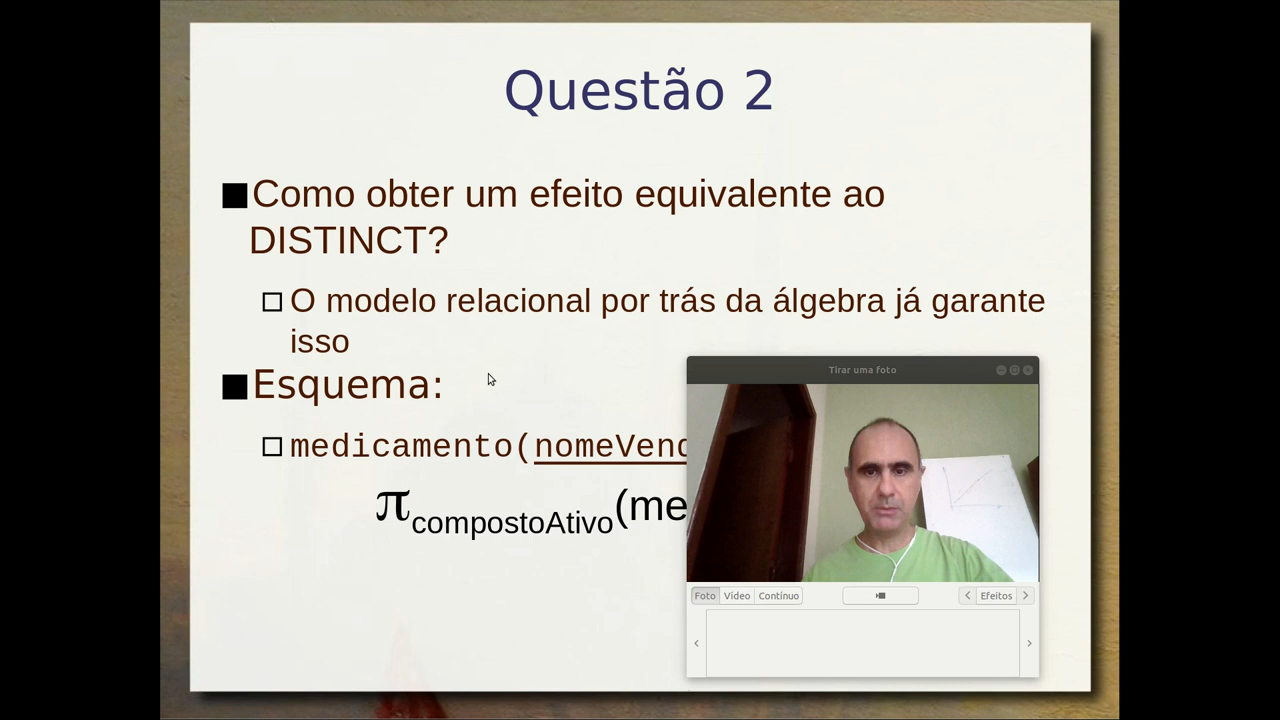 Questão 2
Como obter um efeito equivalente ao
DISTINCT?
O modelo relacional por trás da álgebra já garante
isso
Esquema:
medicamento(nomeVend
πcompostoAtivo(me
Tirar uma foto
Foto Vídeo Contínuo Efeitos